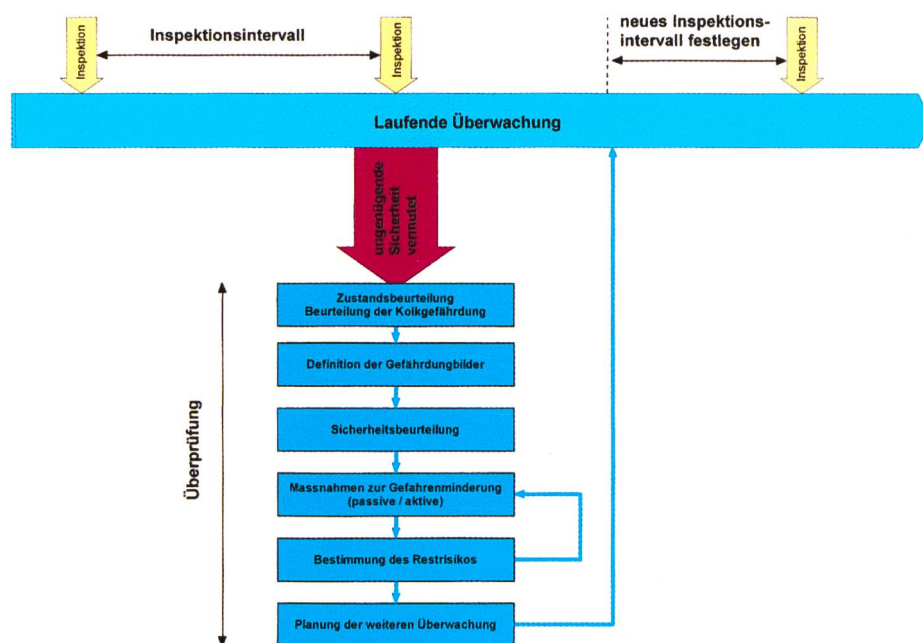 Inspektion
Inspektionsintervall
Inspektion
neues Inspektions-
intervall festlegen
Inspektion
Laufende Überwachung
ungenügende
Sicherheit
vermutet
Überprüfung
Zustandsbeurteilung
Beurteilung der Kolkgefährdung
Definition der Gefährdungbilder
Sicherheitsbeurteilung
Massnahmen zur Gefahrenminderung
(passive / aktive)
Bestimmung des Restrisikos
Planung der weiteren Überwachung